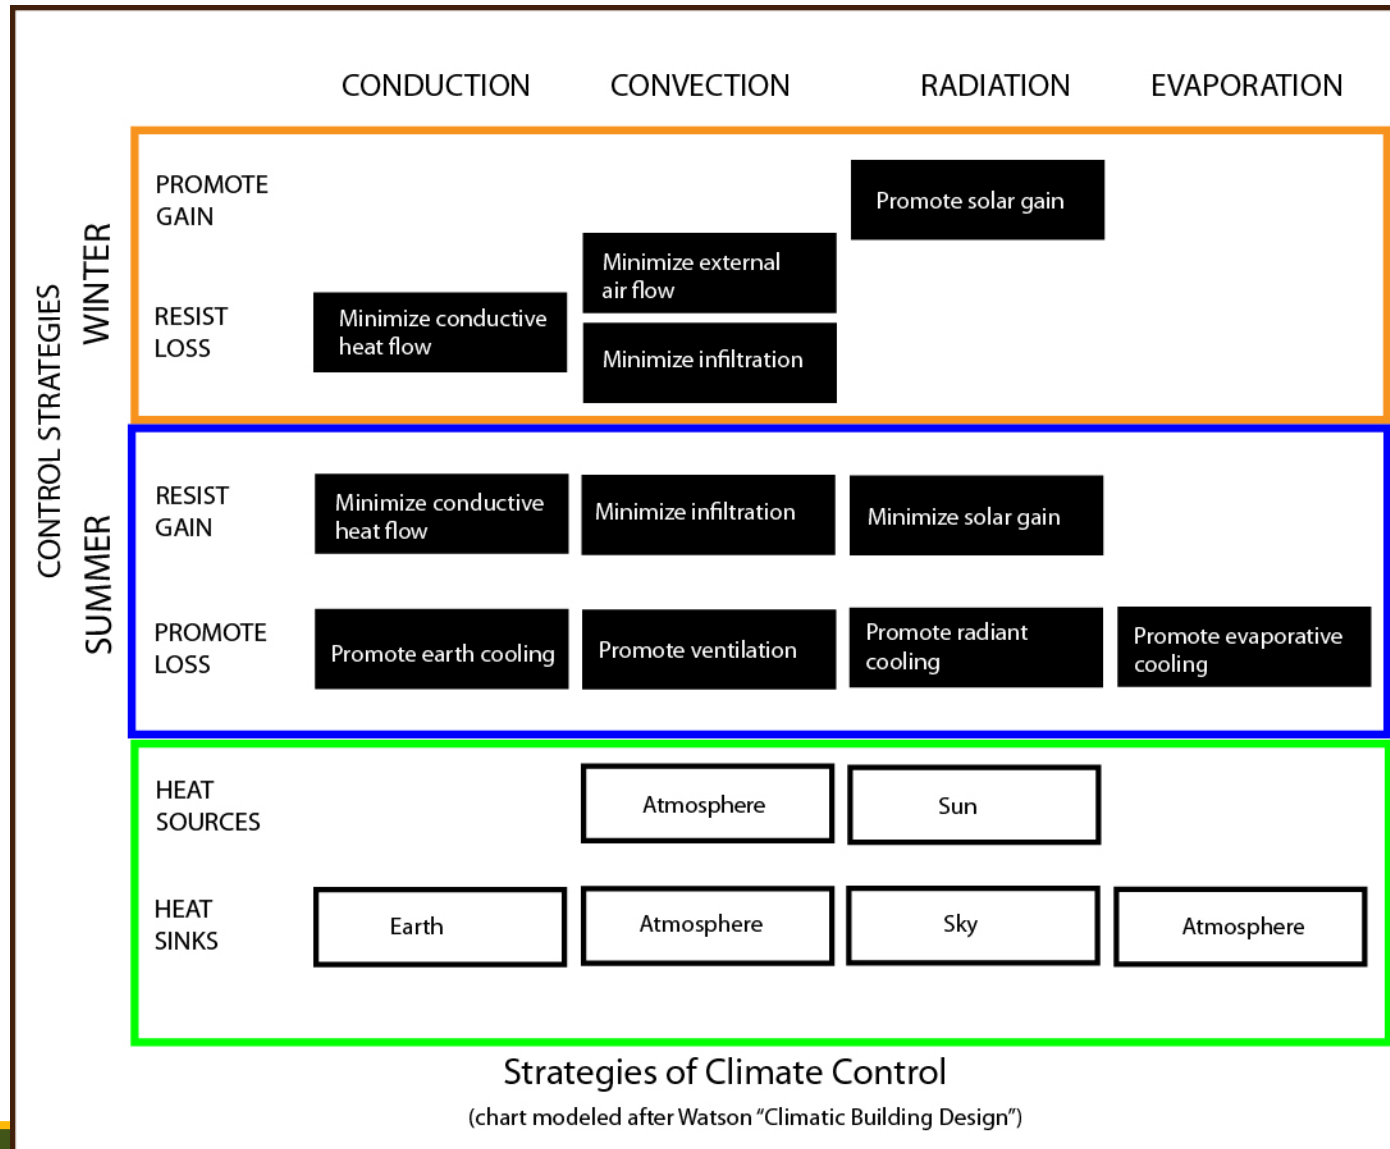 CONDUCTION CONVECTION RADIATION EVAPORATION
CONTROL STRATEGIES
WINTER
PROMOTE
GAIN
Promote solar gain
RESIST
LOSS
Minimize conductive
heat flow
Minimize external
air flow
Minimize infiltration
SUMMER
RESIST
GAIN
Minimize conductive
heat flow
Minimize infiltration
Minimize solar gain
PROMOTE
LOSS
Promote earth cooling
Promote ventilation
Promote radiant
cooling
Promote evaporative
cooling
HEAT
SOURCES
Atmosphere
Sun
HEAT
SINKS
Earth
Atmosphere
Sky
Atmosphere
Strategies of Climate Control
(chart modeled after Watson “Climatic Building Design”)